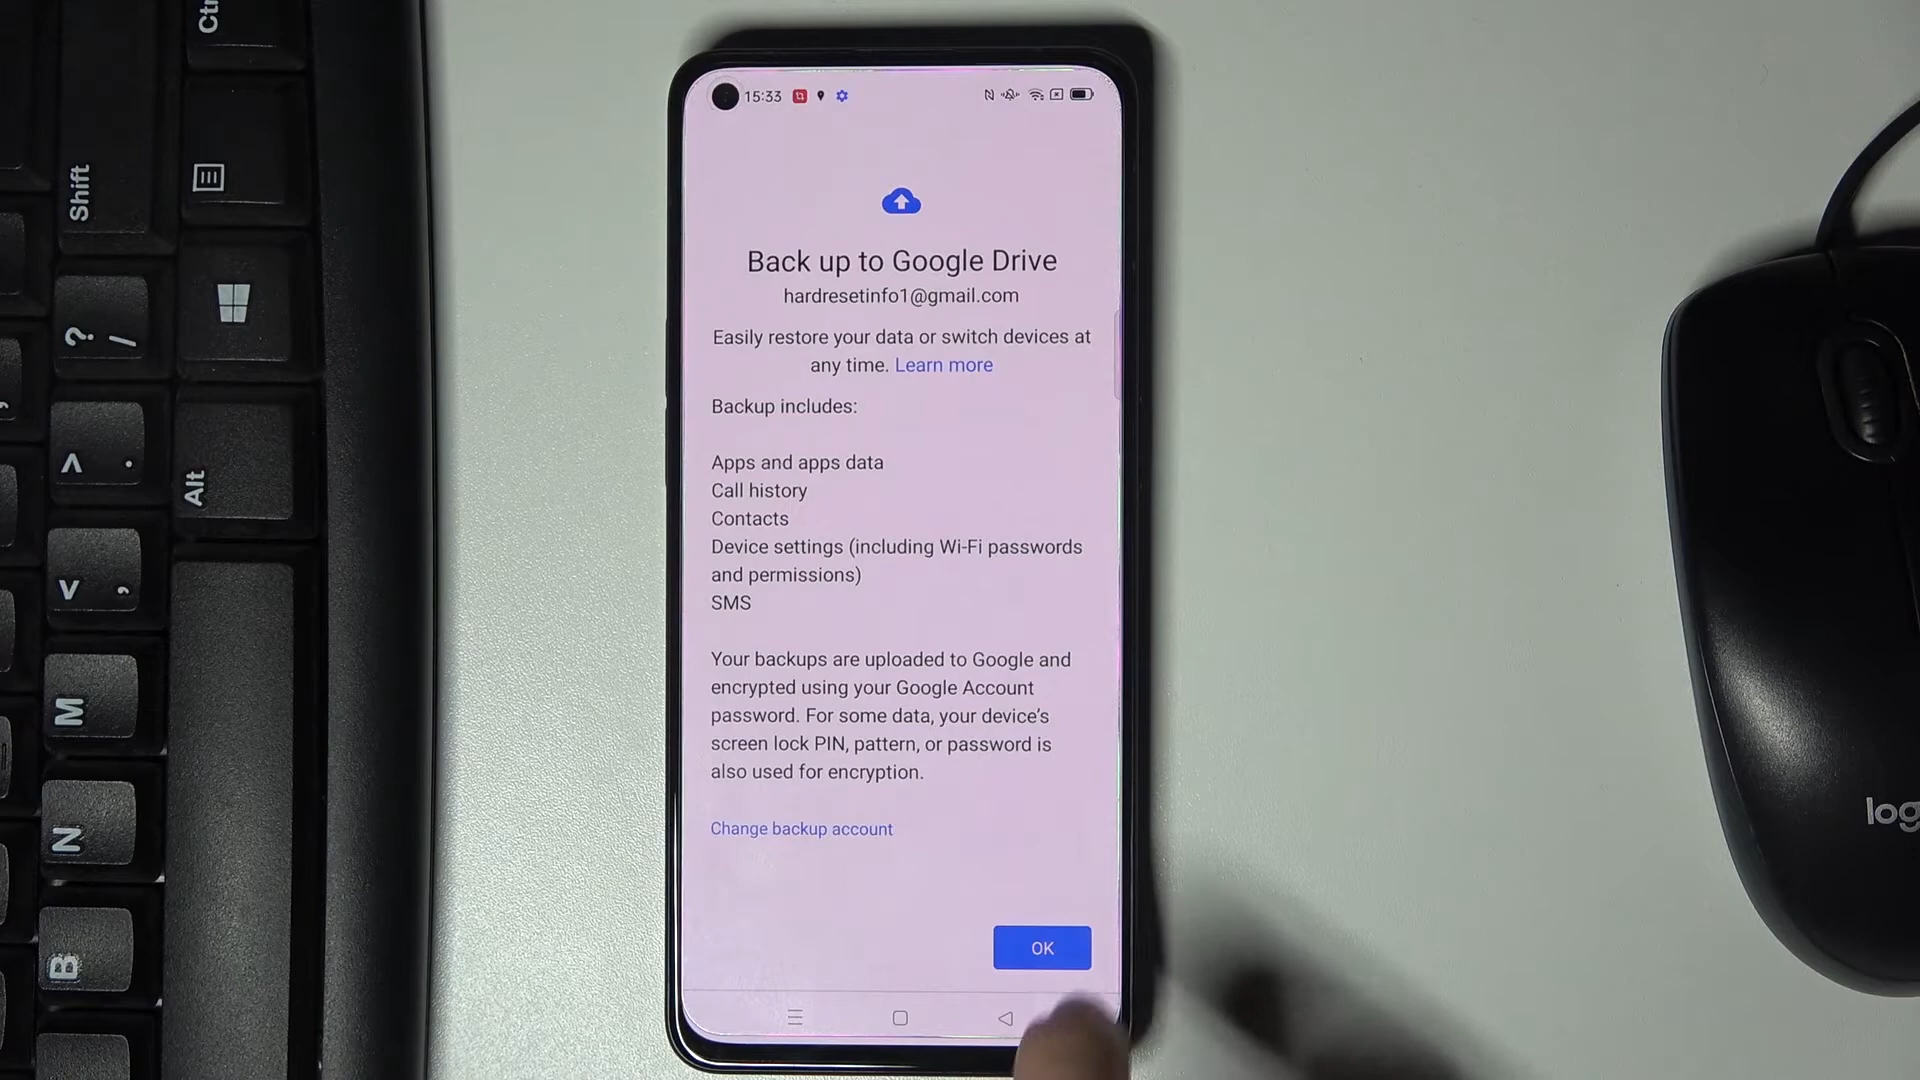 15:33
Back up to Google Drive
hardresetinfo1@gmail.com
Easily restore your data or switch devices at
any time. Learn more
Backup includes:
Apps and apps data
Call history
Contacts
Device settings (including Wi-Fi passwords
and permissions)
SMS
Your backups are uploaded to Google and
encrypted using your Google Account
password. For some data, your device’s
screen lock PIN, pattern, or password is
also used for encryption.
Change backup account
OK
Ctr
Shift
? /
> .
Alt
< ,
M
N
B
log